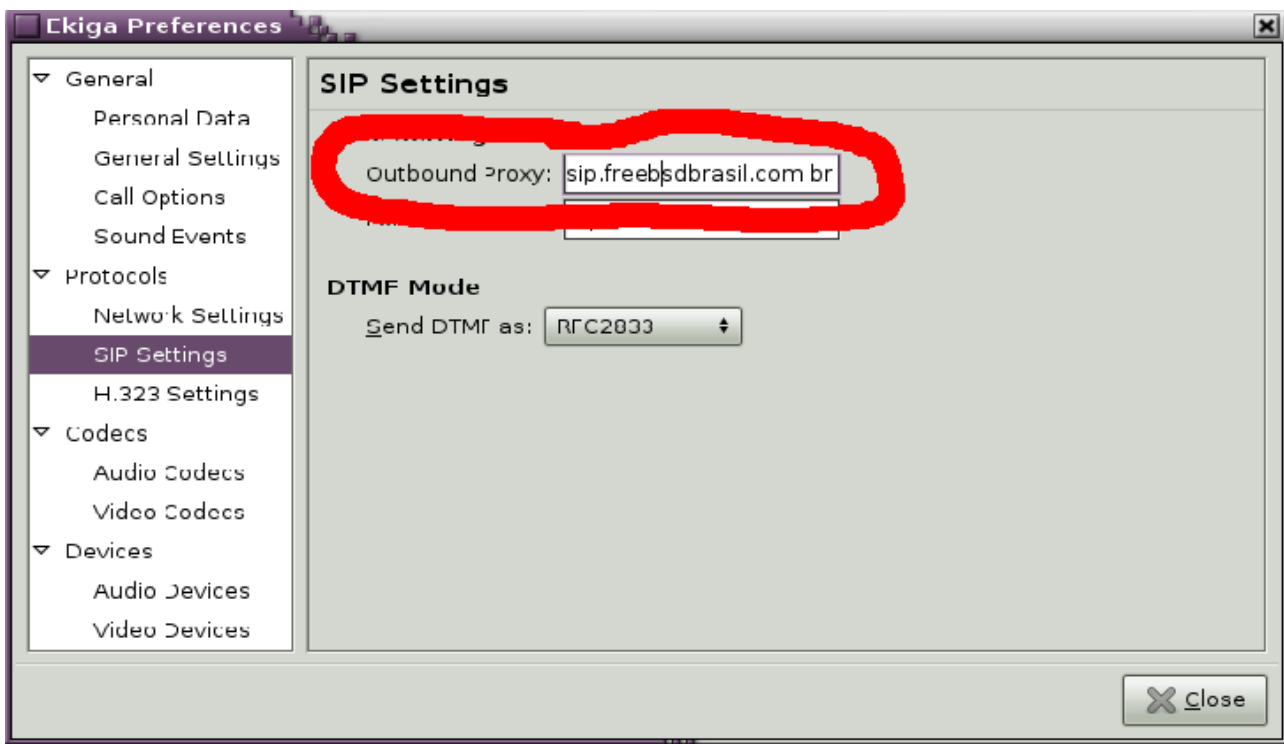 Ekiga Preferences
General
Personal Data
General Settings
Call Options
Sound Events
Protocols
Network Settings
SIP Settings
H.323 Settings
Codecs
Audio Codecs
Video Codecs
Devices
Audio Devices
Video Devices
SIP Settings
Outbound Proxy: sip.freebsdbrasil.com br
DTMF Mode
Send DTMF as: RFC2833
Close